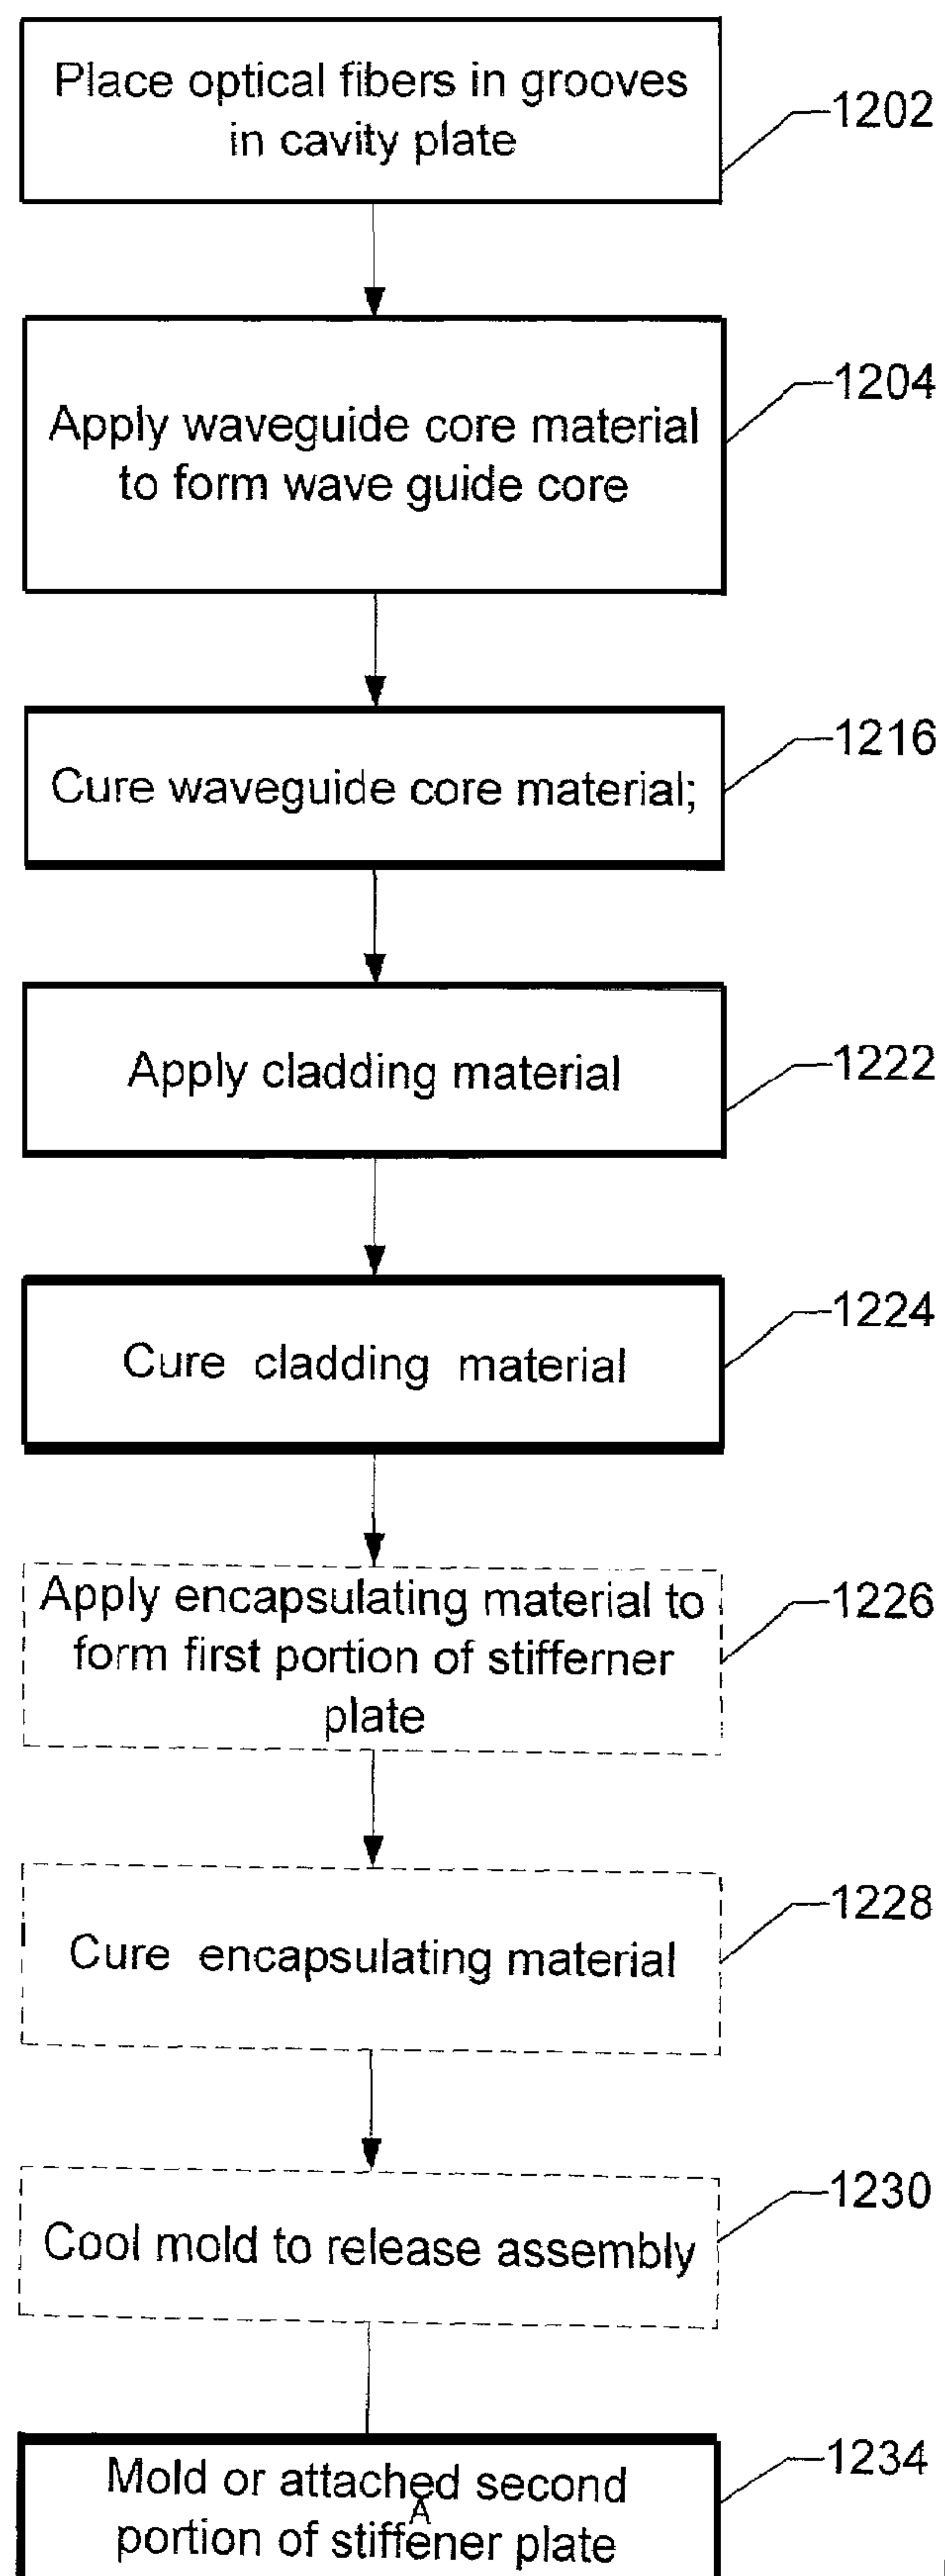 Place optical fibers in grooves
in cavity plate
1202
Apply waveguide core material
to form wave guide core
1204
Cure waveguide core material;
1216
Apply cladding material
1222
Cure cladding material
1224
Apply encapsulating material to
form first portion of stifferner
plate
1226
Cure encapsulating material
1228
Cool mold to release assembly
1230
Mold or attached second
A
portion of stiffener plate
1234